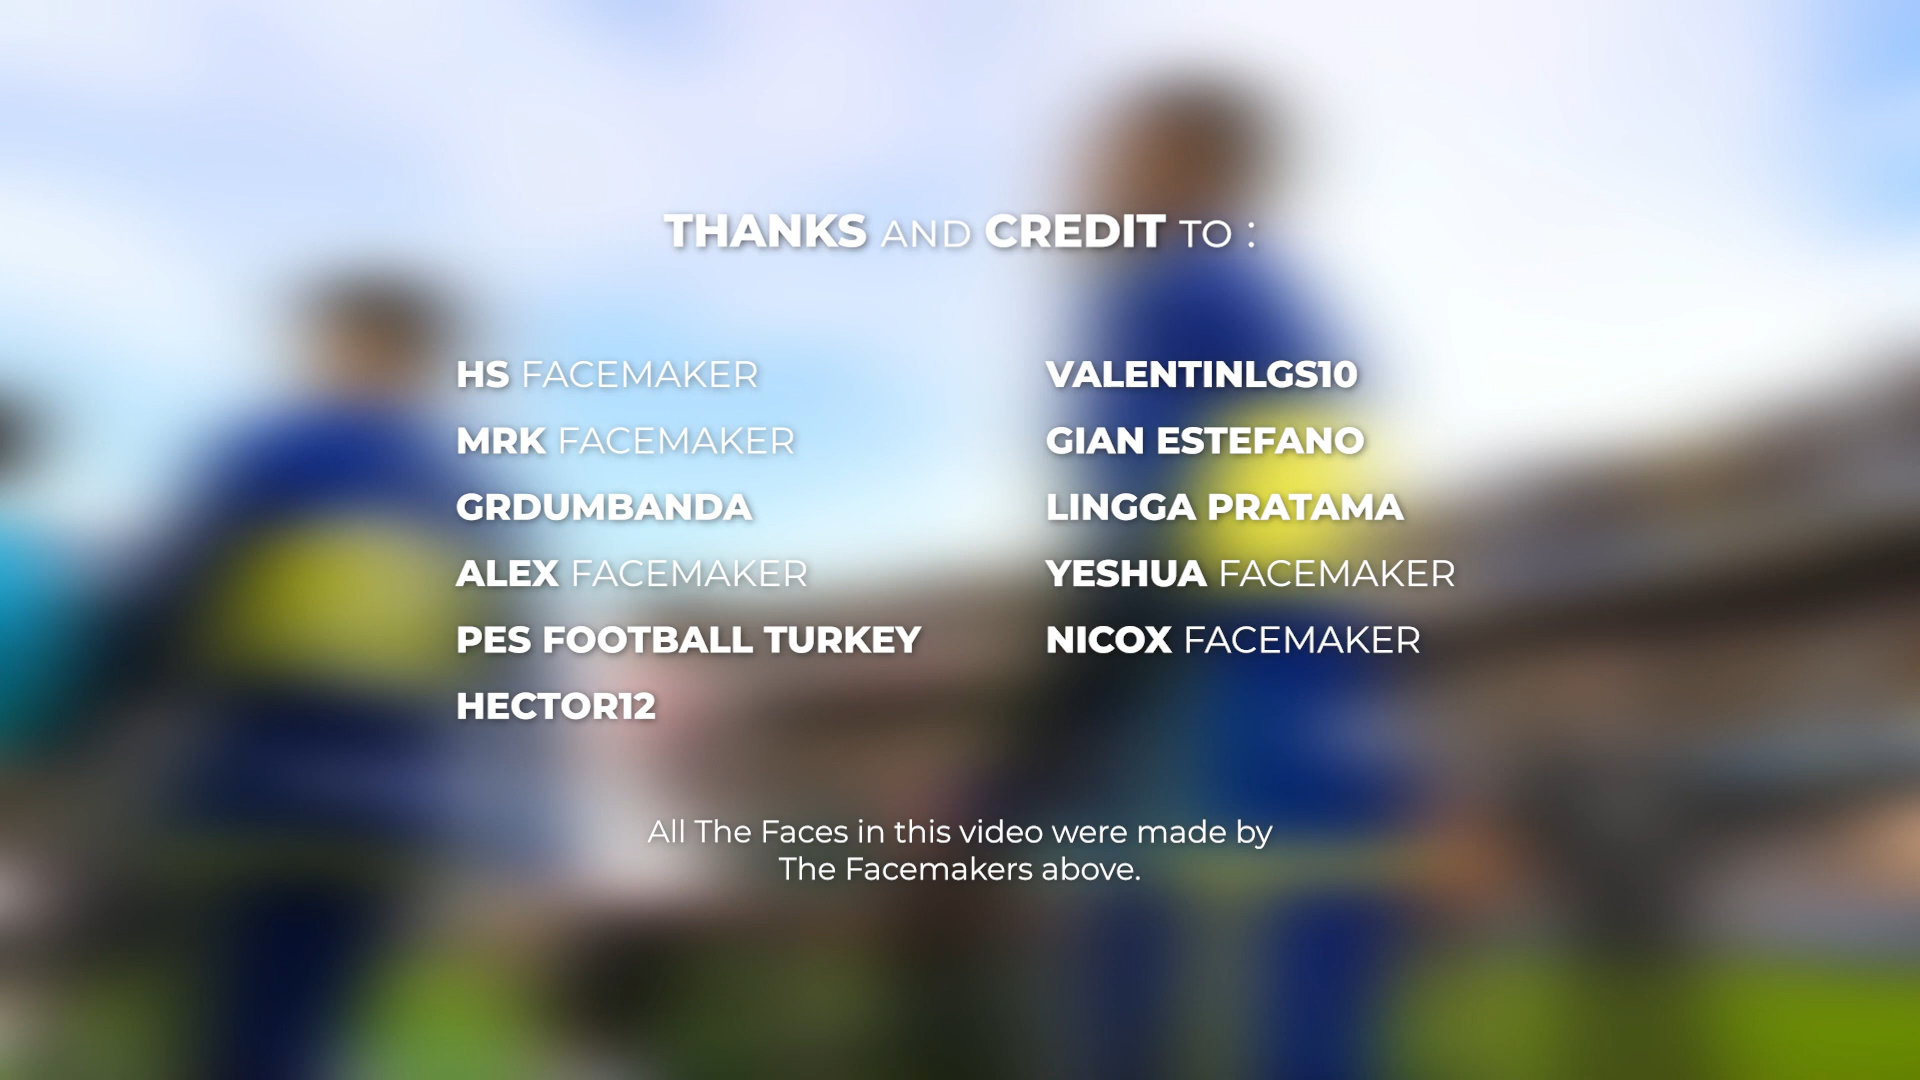 THANKS AND CREDIT TO :
HS FACEMAKER
MRK FACEMAKER
GRDUMBANDA
ALEX FACEMAKER
PES FOOTBALL TURKEY
HECTOR12
VALENTINLGS10
GIAN ESTEFANO
LINGGA PRATAMA
YESHUA FACEMAKER
NICOX FACEMAKER
All The Faces in this video were made by
The Facemakers above.